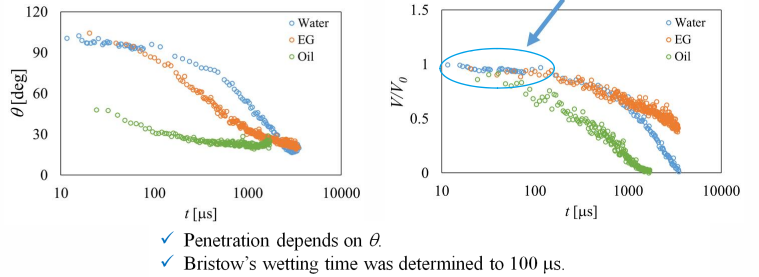 120
90
60
30
0
θ [deg]
10
100
1000
10000
t [µs]
Water
EG
Oil
1.5
1
0.5
0
V/V0
10
100
1000
10000
t [µs]
Water
EG
Oil
✓ Penetration depends on θ.
✓ Bristow's wetting time was determined to 100 µs.